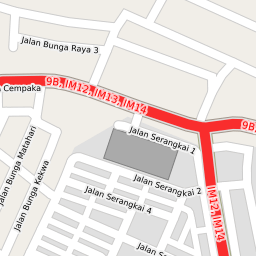 Jalan Bunga Raya 3
9B, IM12, IM13, IM14
Cempaka
9B,
Jalan Serangkai 1
Jalan Bunga Matahari
Jalan Bunga Kekwa
Jalan Serangkai 2
Jalan Serangkai 4
IM12, IM14